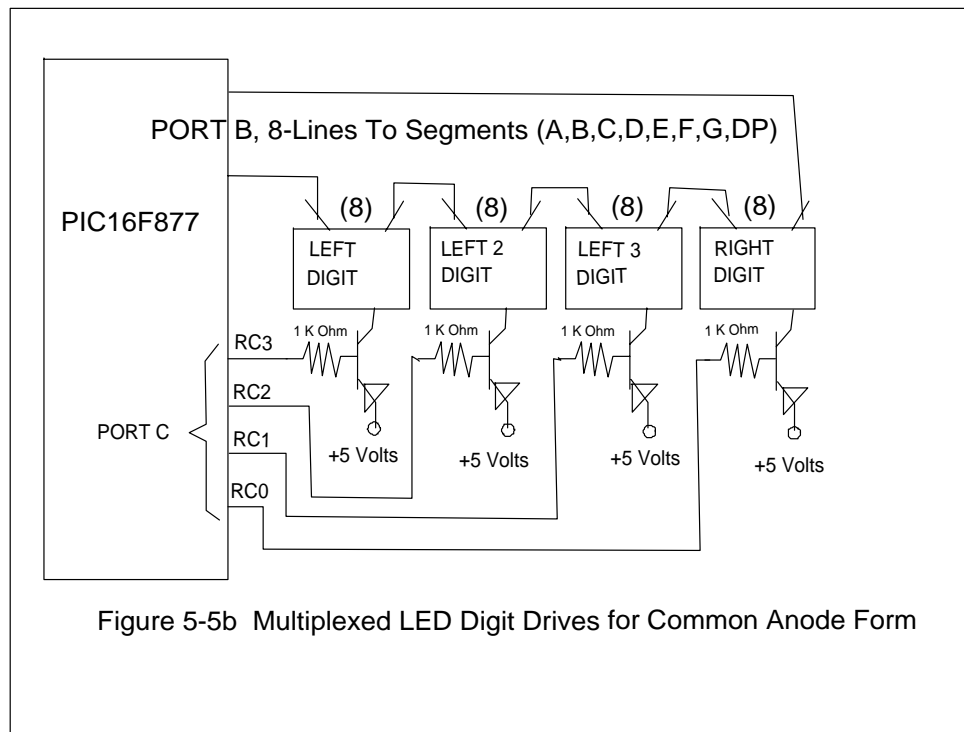 PORT B, 8-Lines To Segments (A,B,C,D,E,F,G,DP)
PIC16F877
(8) (8) (8) (8)
LEFT DIGIT
LEFT 2 DIGIT
LEFT 3 DIGIT
RIGHT DIGIT
1 K Ohm 1 K Ohm 1 K Ohm 1 K Ohm
RC3
RC2
PORT C
RC1
RC0
+5 Volts +5 Volts +5 Volts +5 Volts
Figure 5-5b Multiplexed LED Digit Drives for Common Anode Form